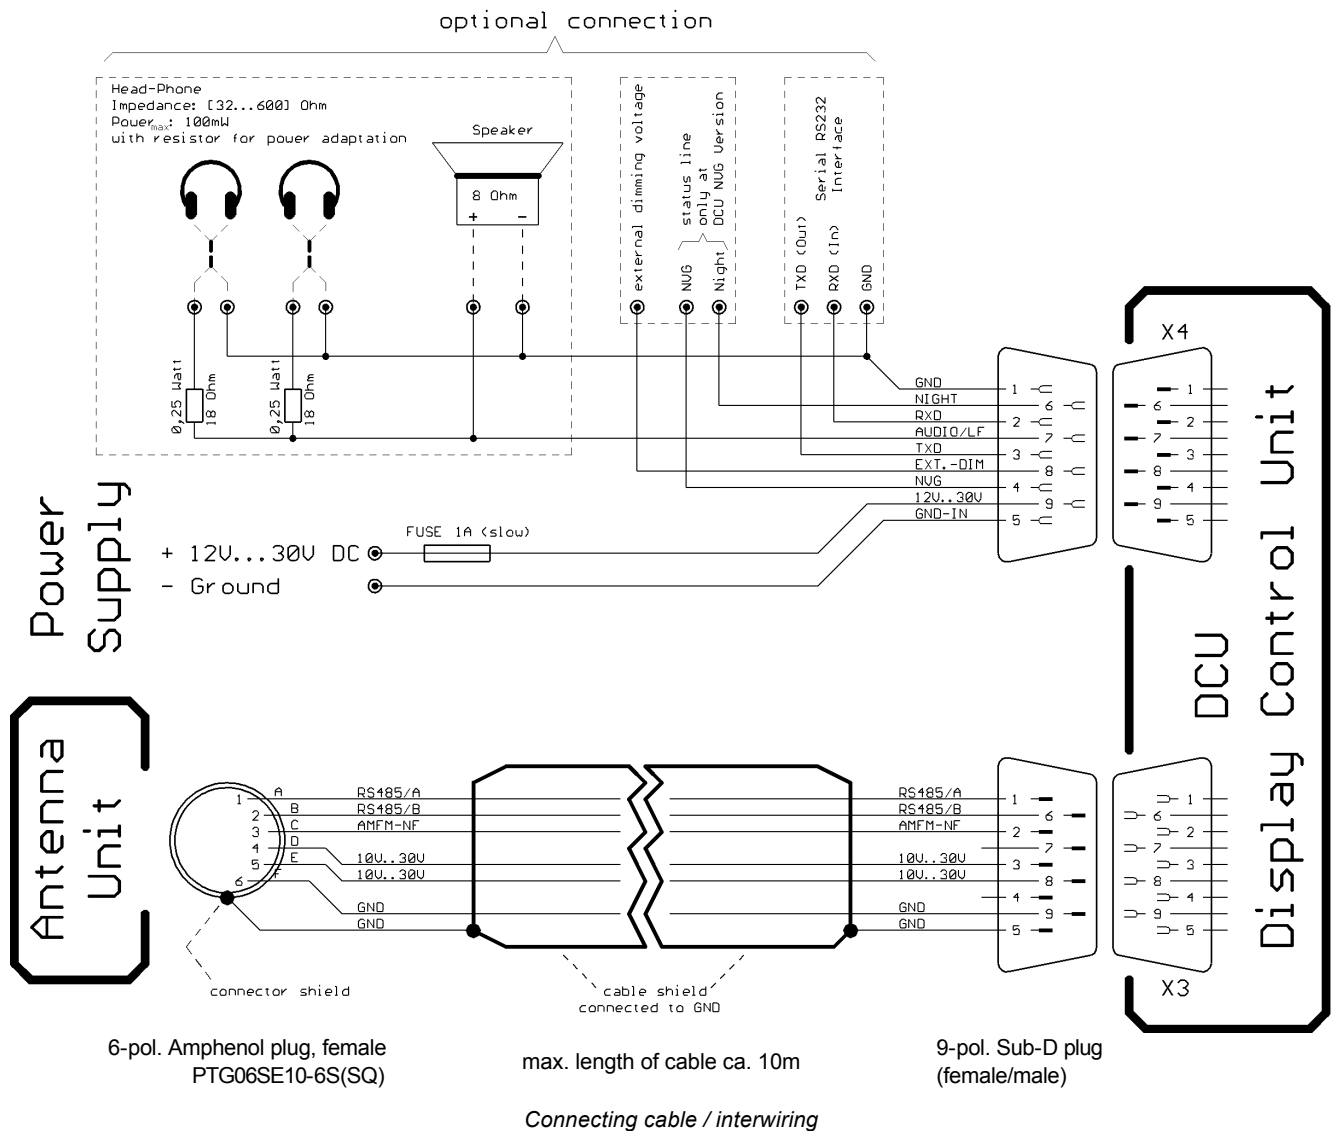 optional connection
Head-Phone
Impedance: [32...600] Ohm
Power max: 100mW
with resistor for power adaptation
Speaker
8 Ohm
+ -
external dimming voltage
status line
only at
DCU NVG Version
NVG
Night
Serial RS232
Interface
TXD (Out)
RXD (In)
GND
0,25 Watt
18 Ohm
0,25 Watt
18 Ohm
X4
GND
NIGHT
RXD
AUDIO/LF
TXD
EXT.-DIM
NVG
12V..30V
GND-IN
1
6
2
7
3
8
4
9
5
1
6
2
7
3
8
4
9
5
Power
Supply
FUSE 1A (slow)
+ 12V...30V DC
- Ground
DCU
Display Control Unit
Antenna
Unit
1 A RS485/A
2 B RS485/B
3 C AMFM-NF
4 D 10V..30V
5 E 10V..30V
6 F GND
GND
RS485/A
RS485/B
AMFM-NF
10V..30V
10V..30V
GND
GND
1
6
2
7
3
8
4
9
5
1
6
2
7
3
8
4
9
5
X3
connector shield
cable shield
connected to GND
6-pol. Amphenol plug, female
PTG06SE10-6S(SQ)
max. length of cable ca. 10m
9-pol. Sub-D plug
(female/male)
Connecting cable / interwiring